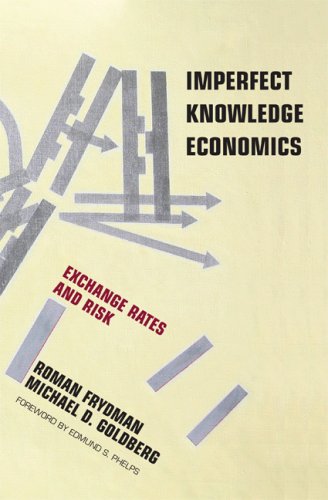 IMPERFECT
KNOWLEDGE
ECONOMICS
EXCHANGE RATES
AND RISK
ROMAN FRYDMAN
MICHAEL D. GOLDBERG
FOREWORD BY EDMUND S. PHELPS